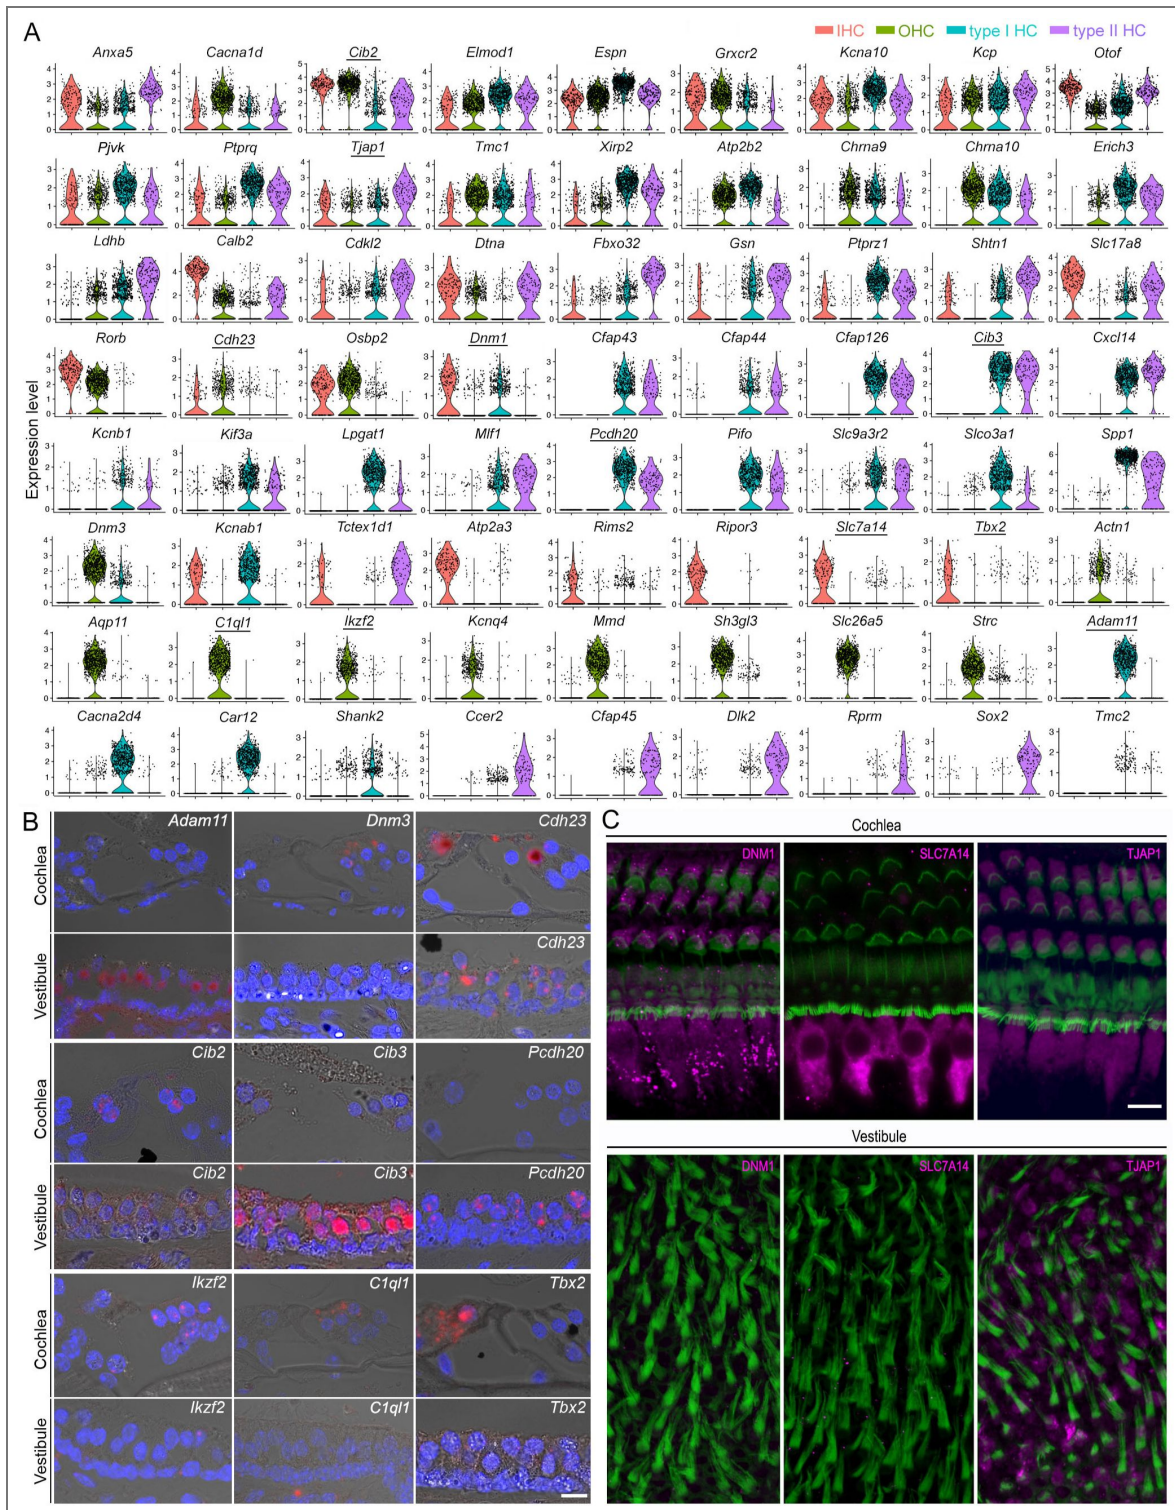 A
IHC OHC type I HC type II HC
Anxa5 Cacna1d Cib2 Elmod1 Espn Grxcr2 Kcna10 Kcp Otof
Pjvk Ptprq Tjap1 Tmc1 Xirp2 Atp2b2 Chrna9 Chrna10 Erich3
Ldhb Calb2 Cdkl2 Dtna Fbxo32 Gsn Ptprz1 Shtn1 Slc17a8
Rorb Cdh23 Osbp2 Dnm1 Cfap43 Cfap44 Cfap126 Cib3 Cxcl14
Kcnb1 Kif3a Lpgat1 Mlf1 Pcdh20 Pifo Slc9a3r2 Slco3a1 Spp1
Dnm3 Kcnab1 Tctex1d1 Atp2a3 Rims2 Ripor3 Slc7a14 Tbx2 Actn1
Aqp11 C1ql1 Ikzf2 Kcnq4 Mmd Sh3gl3 Slc26a5 Strc Adam11
Cacna2d4 Car12 Shank2 Ccer2 Cfap45 Dlk2 Rprm Sox2 Tmc2
Expression level
B
Cochlea
Adam11 Dnm3 Cdh23
Vestibule
Cdh23
Cochlea
Cib2 Cib3 Pcdh20
Vestibule
Cib2 Cib3 Pcdh20
Cochlea
Ikzf2 C1ql1 Tbx2
Vestibule
Ikzf2 C1ql1 Tbx2
C
Cochlea
DNM1 SLC7A14 TJAP1
Vestibule
DNM1 SLC7A14 TJAP1